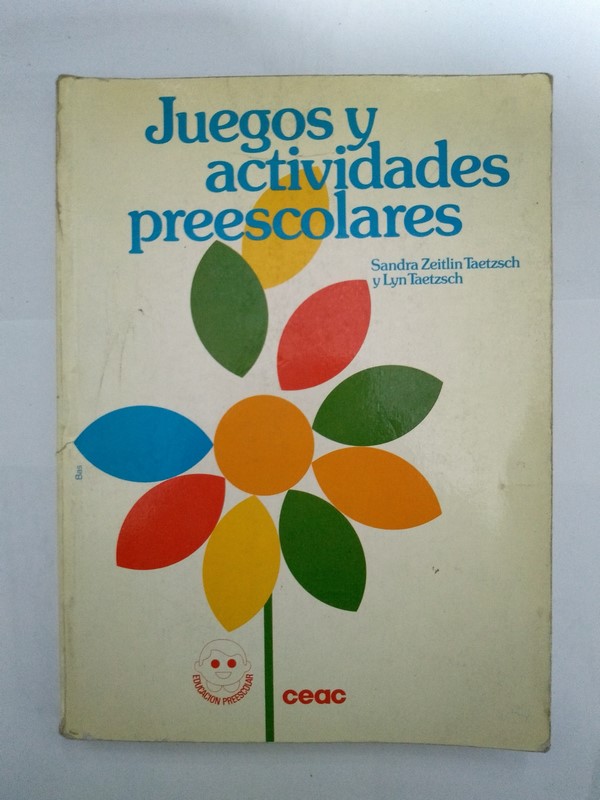 Juegos y
actividades
preescolares
Sandra Zeitlin Taetzsch
y Lyn Taetzsch
EDUCACION PREESCOLAR
ceac